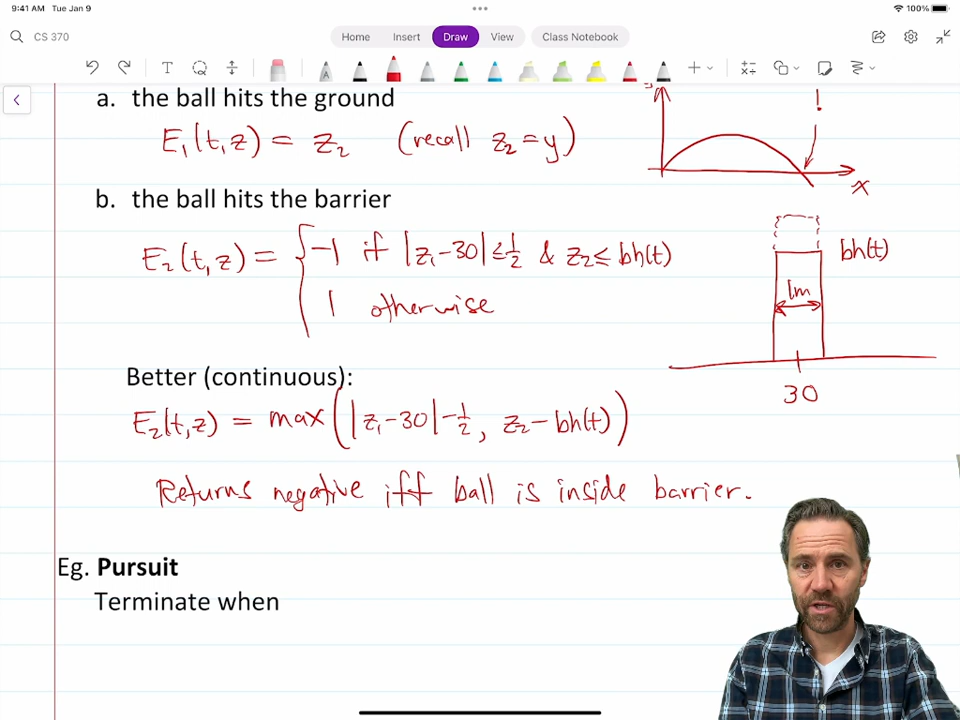 9:41 AM Tue Jan 9
100%
CS 370
Home Insert Draw View Class Notebook
a. the ball hits the ground
E₁(t,z) = z₂ (recall z₂ = y)
!
x
b. the ball hits the barrier
E₂(t,z) = { -1 if |z₁-30| ≤ 1/2 & z₂ ≤ bh(t)
1 otherwise
bh(t)
1m
30
Better (continuous):
E₂(t,z) = max(|z₁-30|-1/2, z₂-bh(t))
Returns negative iff ball is inside barrier.
Eg. Pursuit
Terminate when